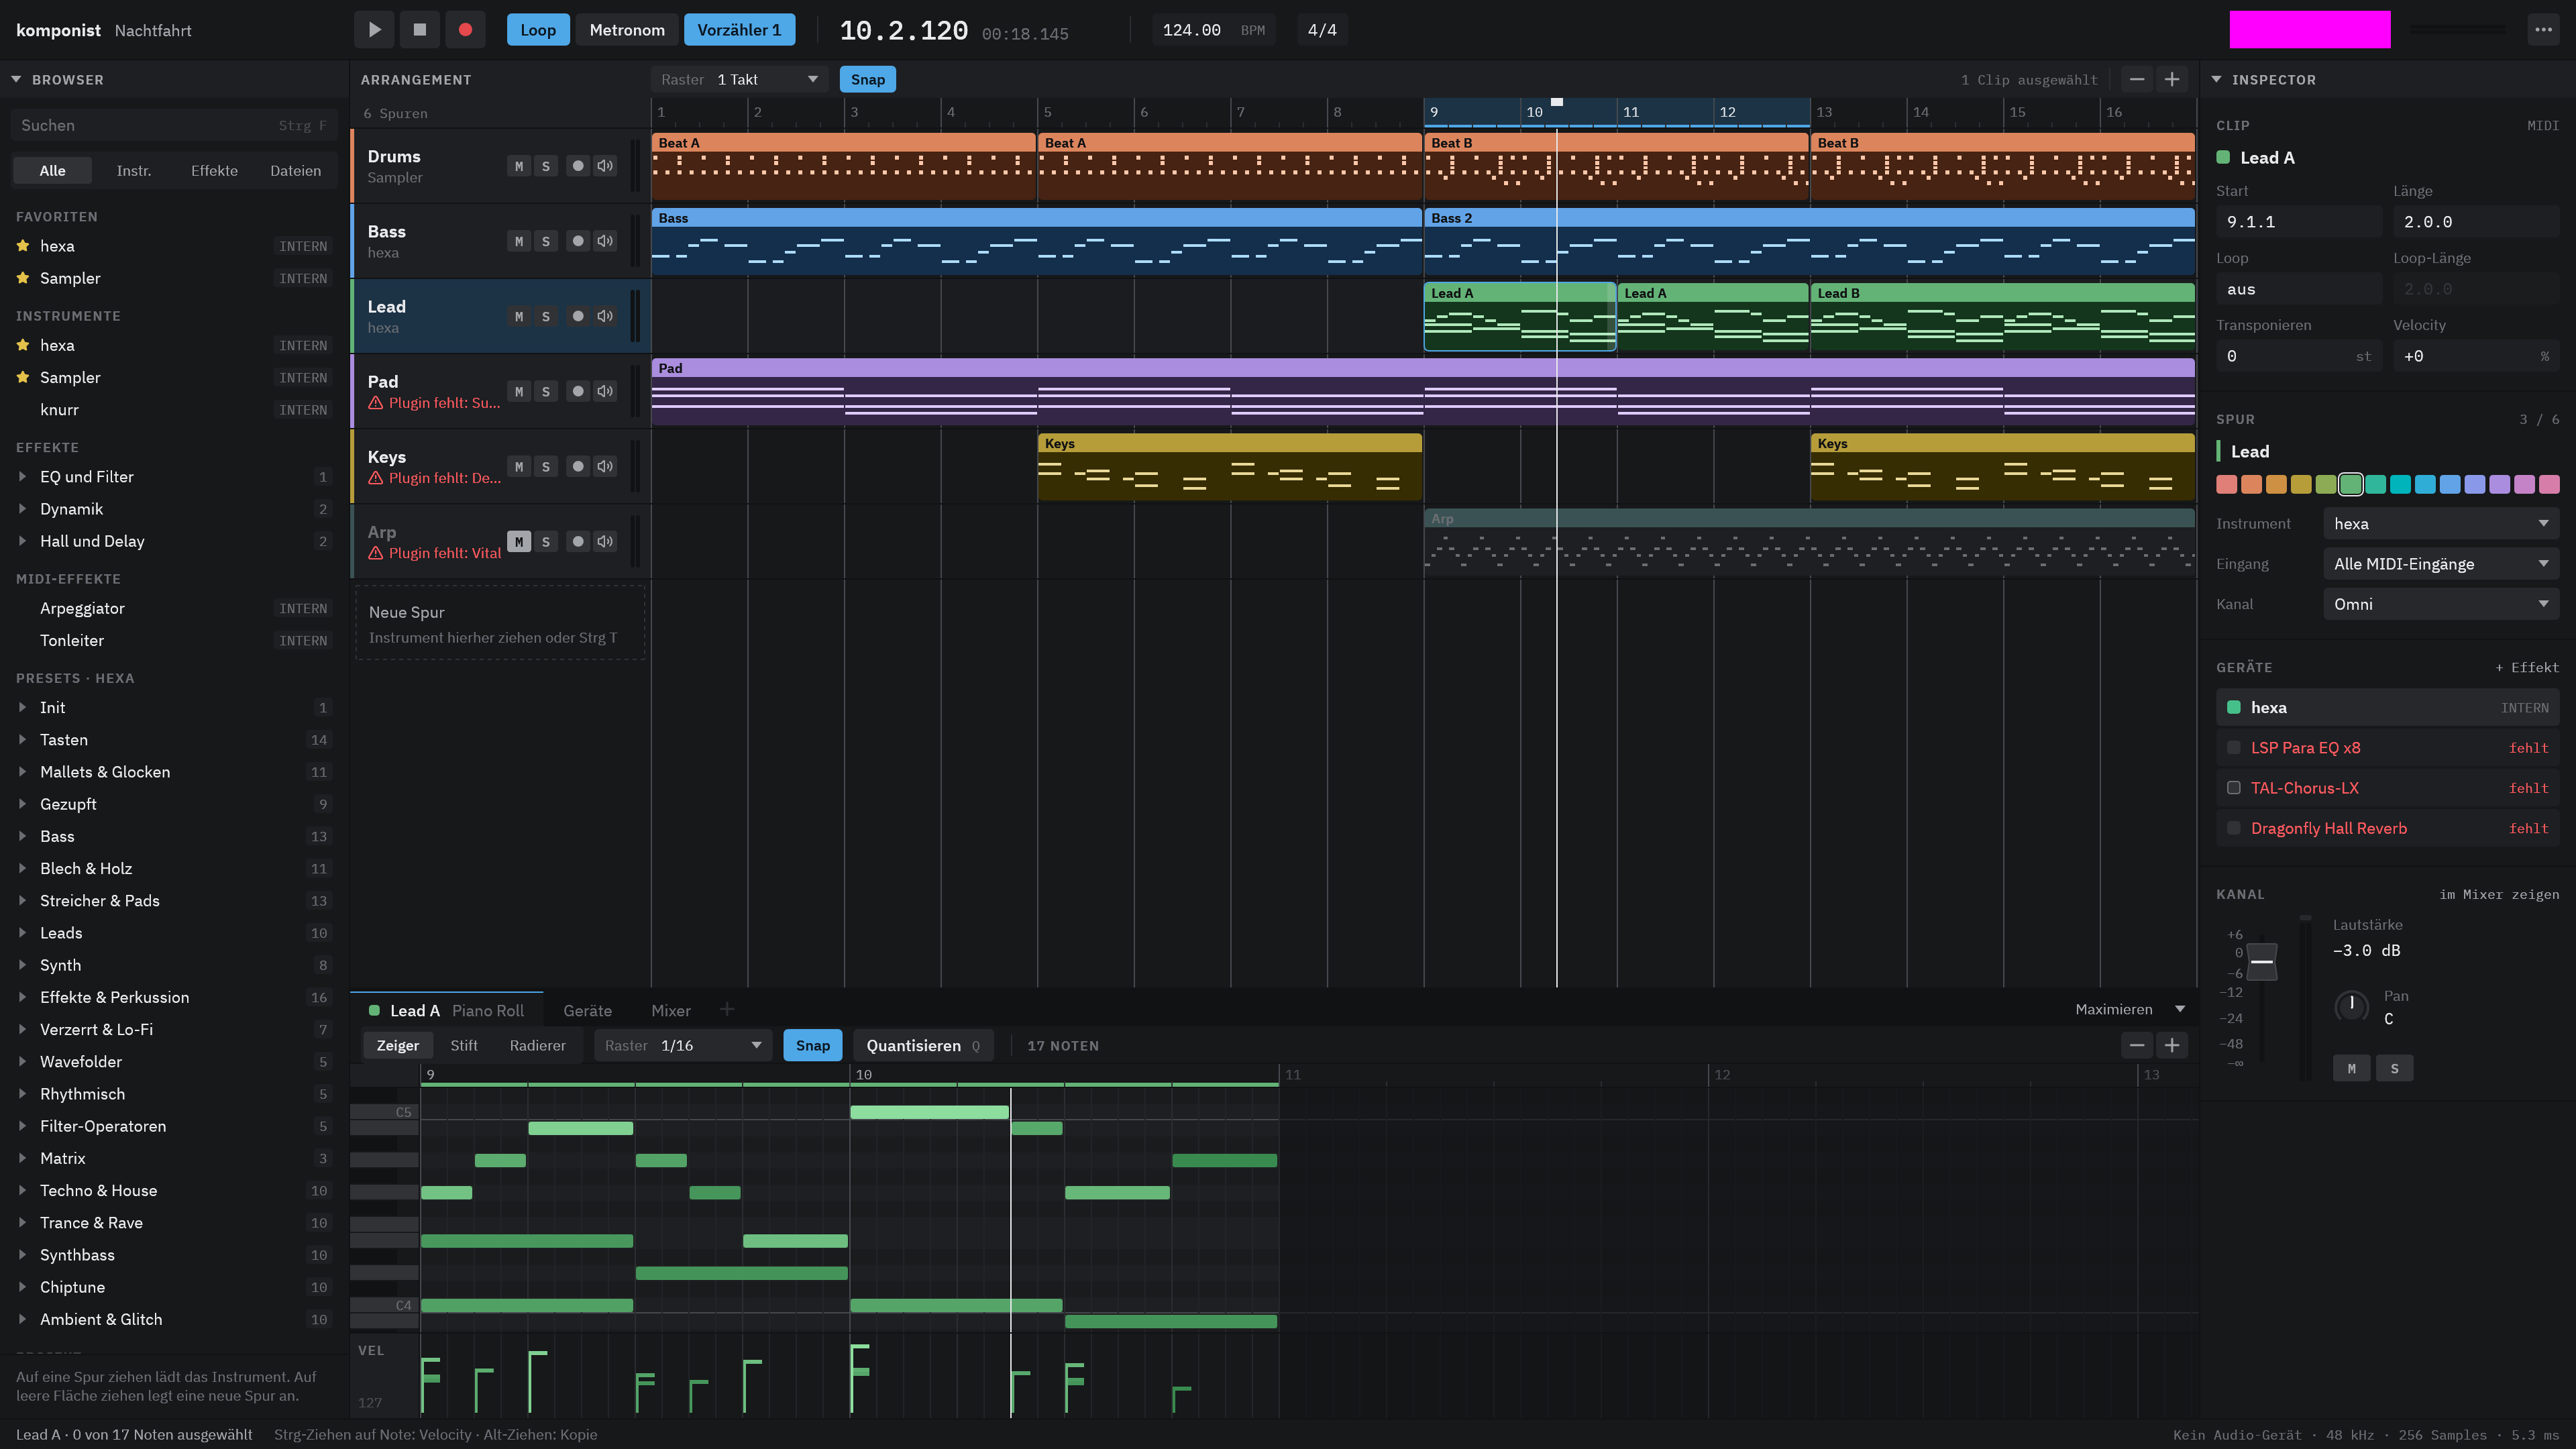 komponist Nachtfahrt
Loop Metronom Vorzähler 1
10.2.120 00:18.145
124.00 BPM 4/4
BROWSER
Suchen Strg F
Alle Instr. Effekte Dateien
FAVORITEN
hexa INTERN
Sampler INTERN
INSTRUMENTE
hexa INTERN
Sampler INTERN
knurr INTERN
EFFEKTE
EQ und Filter 1
Dynamik 2
Hall und Delay 2
MIDI-EFFEKTE
Arpeggiator INTERN
Tonleiter INTERN
PRESETS · HEXA
Init 1
Tasten 14
Mallets & Glocken 11
Gezupft 9
Bass 13
Blech & Holz 11
Streicher & Pads 13
Leads 10
Synth 8
Effekte & Perkussion 16
Verzerrt & Lo-Fi 7
Wavefolder 5
Rhythmisch 5
Filter-Operatoren 5
Matrix 3
Techno & House 10
Trance & Rave 10
Synthbass 10
Chiptune 10
Ambient & Glitch 10
Auf eine Spur ziehen lädt das Instrument. Auf
leere Fläche ziehen legt eine neue Spur an.
ARRANGEMENT
Raster 1 Takt Snap
1 Clip ausgewählt
6 Spuren
1 2 3 4 5 6 7 8 9 10 11 12 13 14 15 16
Drums M S
Sampler
Beat A Beat A Beat B Beat B
Bass M S
hexa
Bass Bass 2
Lead M S
hexa
Lead A Lead A Lead B
Pad M S
Plugin fehlt: Su...
Pad
Keys M S
Plugin fehlt: De...
Keys Keys
Arp M S
Plugin fehlt: Vital
Arp
Neue Spur
Instrument hierher ziehen oder Strg T
Lead A Piano Roll Geräte Mixer
Maximieren
Zeiger Stift Radierer Raster 1/16 Snap Quantisieren Q 17 NOTEN
9 10 11 12 13
C5
C4
VEL
127
INSPECTOR
CLIP MIDI
Lead A
Start Länge
9.1.1 2.0.0
Loop Loop-Länge
aus 2.0.0
Transponieren Velocity
0 st +0 %
SPUR 3 / 6
Lead
Instrument hexa
Eingang Alle MIDI-Eingänge
Kanal Omni
GERÄTE + Effekt
hexa INTERN
LSP Para EQ x8 fehlt
TAL-Chorus-LX fehlt
Dragonfly Hall Reverb fehlt
KANAL im Mixer zeigen
+6
0
−6
−12
−24
−48
−∞
Lautstärke
−3.0 dB
Pan
C
M S
Lead A · 0 von 17 Noten ausgewählt Strg-Ziehen auf Note: Velocity · Alt-Ziehen: Kopie
Kein Audio-Gerät · 48 kHz · 256 Samples · 5.3 ms